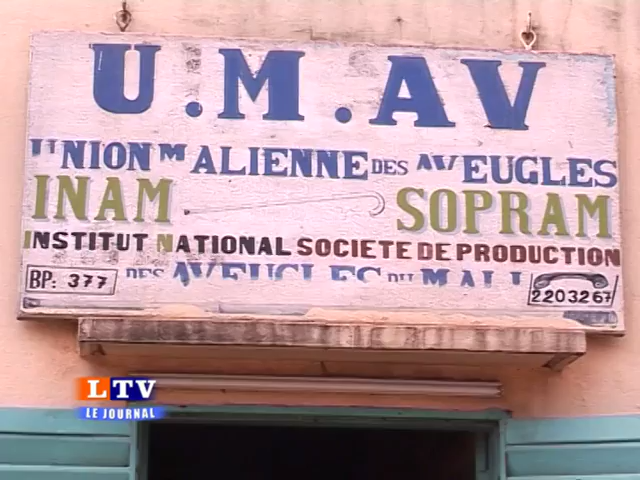 U.M.AV
UNION MALIENNE DES AVEUGLES
INAM SOPRAM
INSTITUT NATIONAL SOCIETE DE PRODUCTION
DES AVEUGLES DU MALI
BP: 377
2203267
LTV
LE JOURNAL